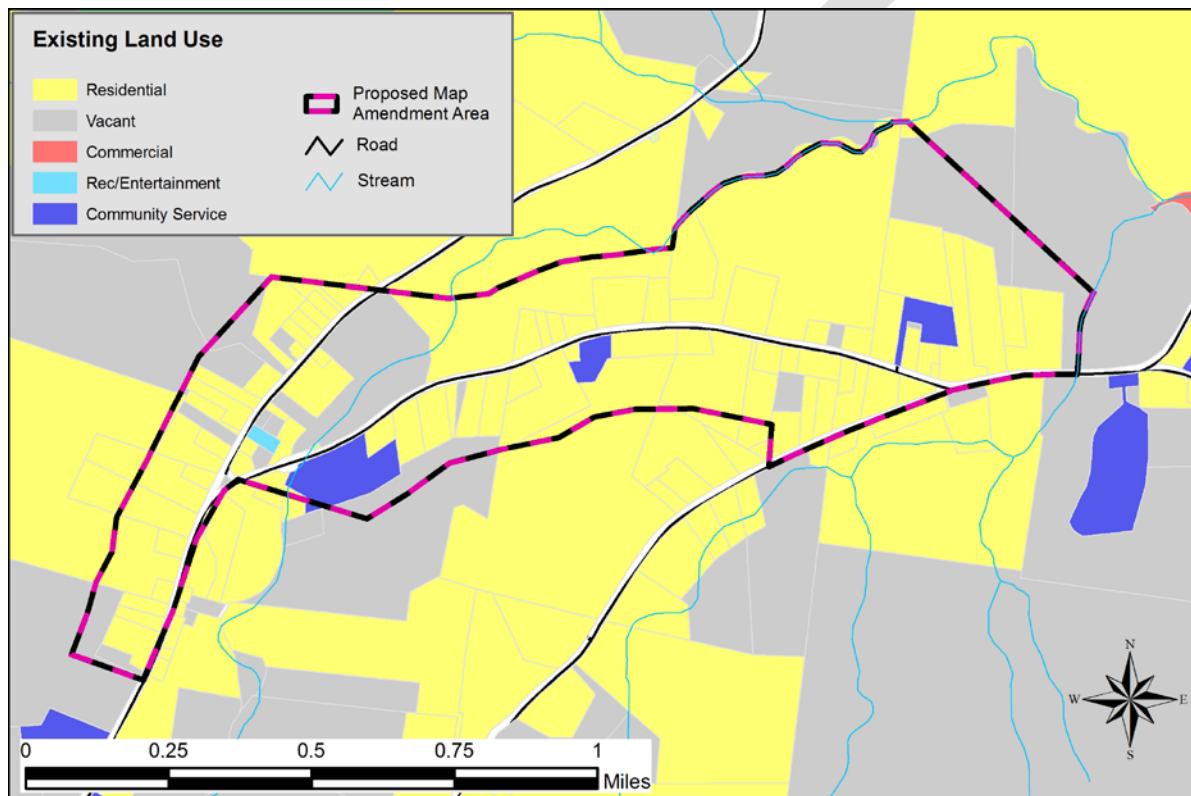 Existing Land Use
Residential
Vacant
Commercial
Rec/Entertainment
Community Service
Proposed Map
Amendment Area
Road
Stream
N
W
E
S
0
0.25
0.5
0.75
1
Miles